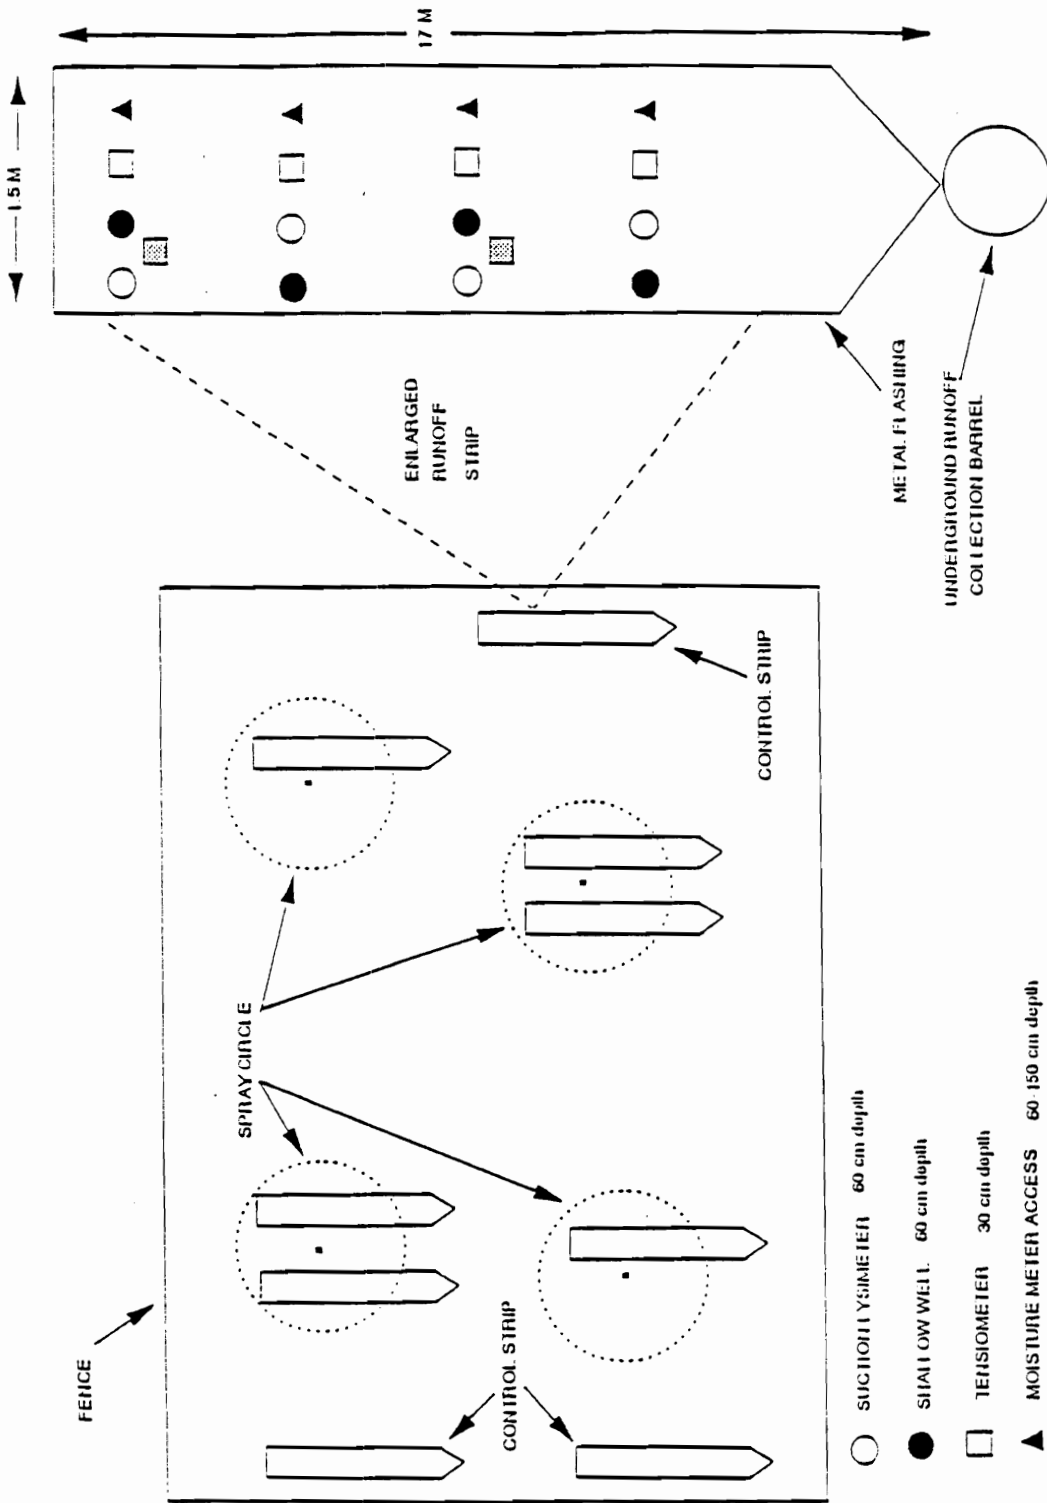 FENCE
SPRAY CIRCLE
CONTROL STRIP
CONTROL STRIP
ENLARGED
RUNOFF
STRIP
1.5 M
17 M
METAL FLASHING
UNDERGROUND RUNOFF
COLLECTION BARREL
SUCTION LYSIMETER 60 cm depth
SHALLOW WELL 60 cm depth
TENSIOMETER 30 cm depth
MOISTURE METER ACCESS 60-150 cm depth